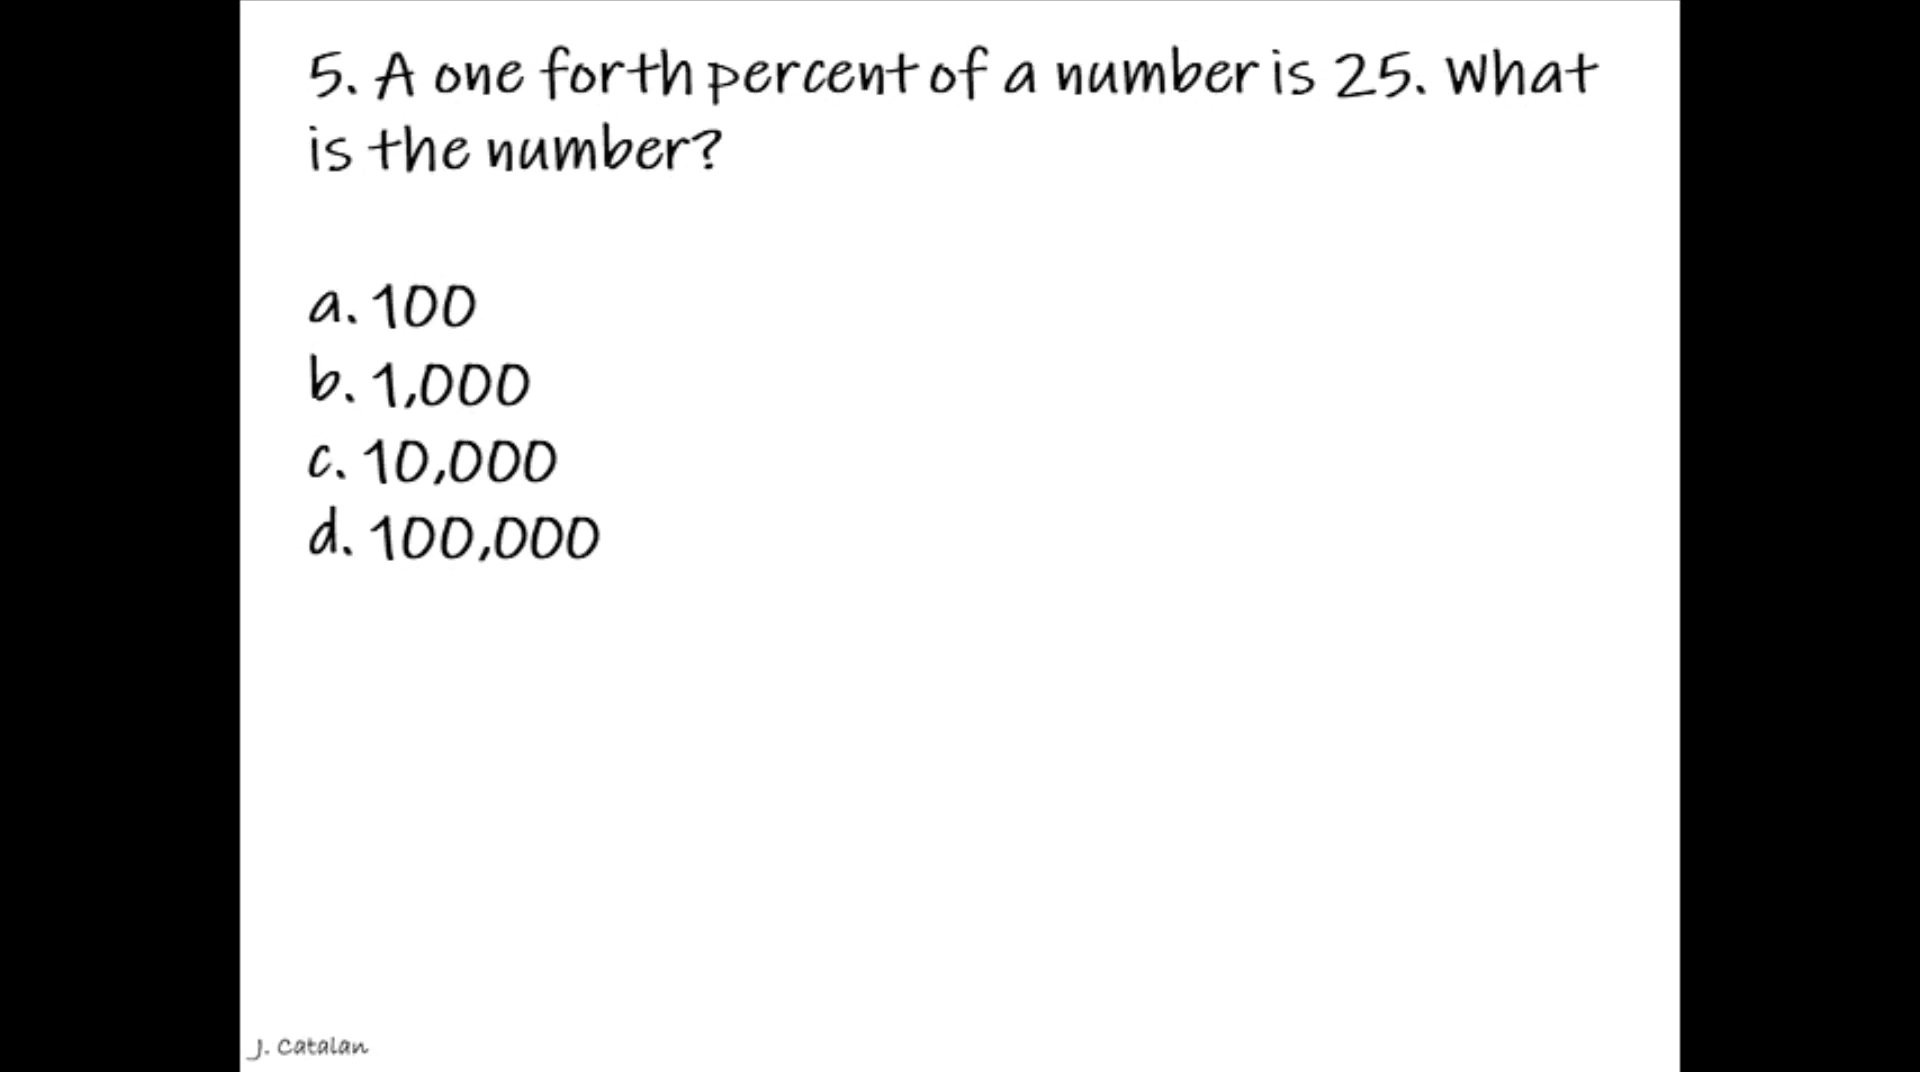 5. A one forth percent of a number is 25. What
is the number?
a. 100
b. 1,000
c. 10,000
d. 100,000
J. Catalan